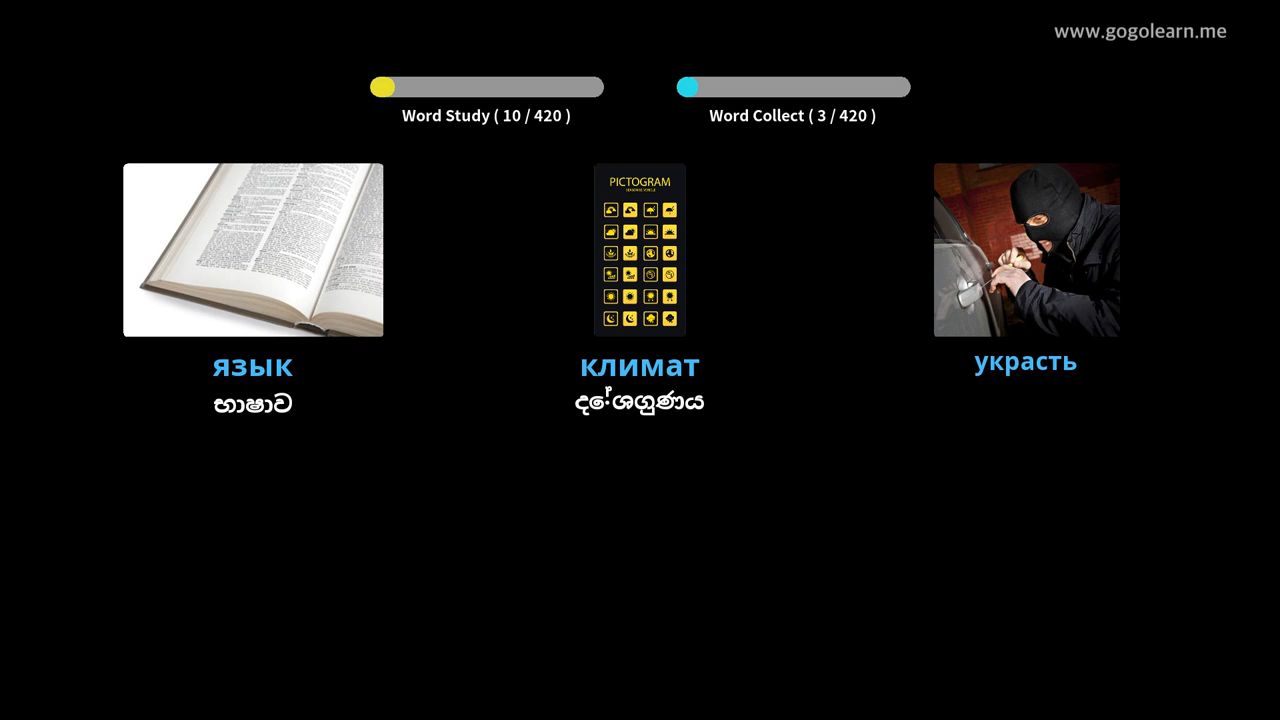 www.gogolearn.me
Word Study ( 10 / 420 )
Word Collect ( 3 / 420 )
PICTOGRAM
язык
климат
украсть
භාෂාව
දේශගුණය